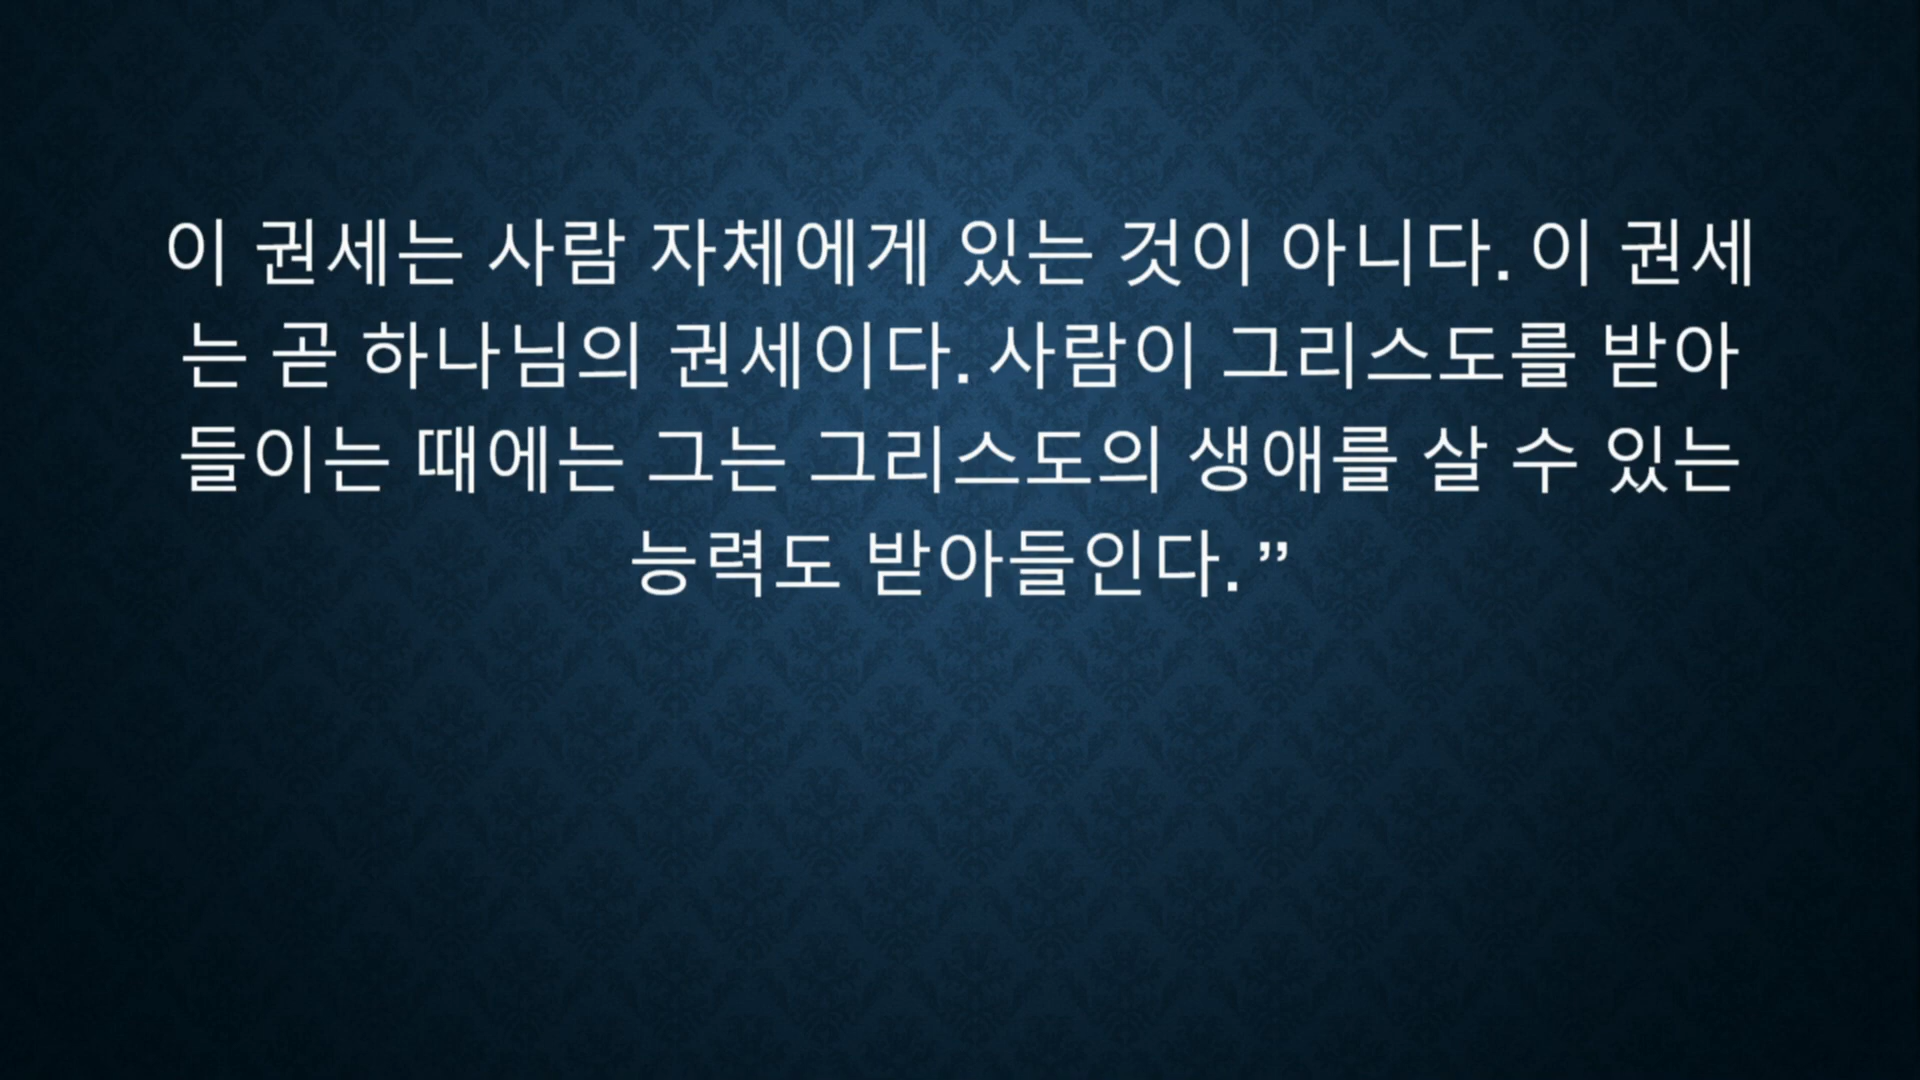 이 권세는 사람 자체에게 있는 것이 아니다. 이 권세
는 곧 하나님의 권세이다. 사람이 그리스도를 받아
들이는 때에는 그는 그리스도의 생애를 살 수 있는
능력도 받아들인다.”